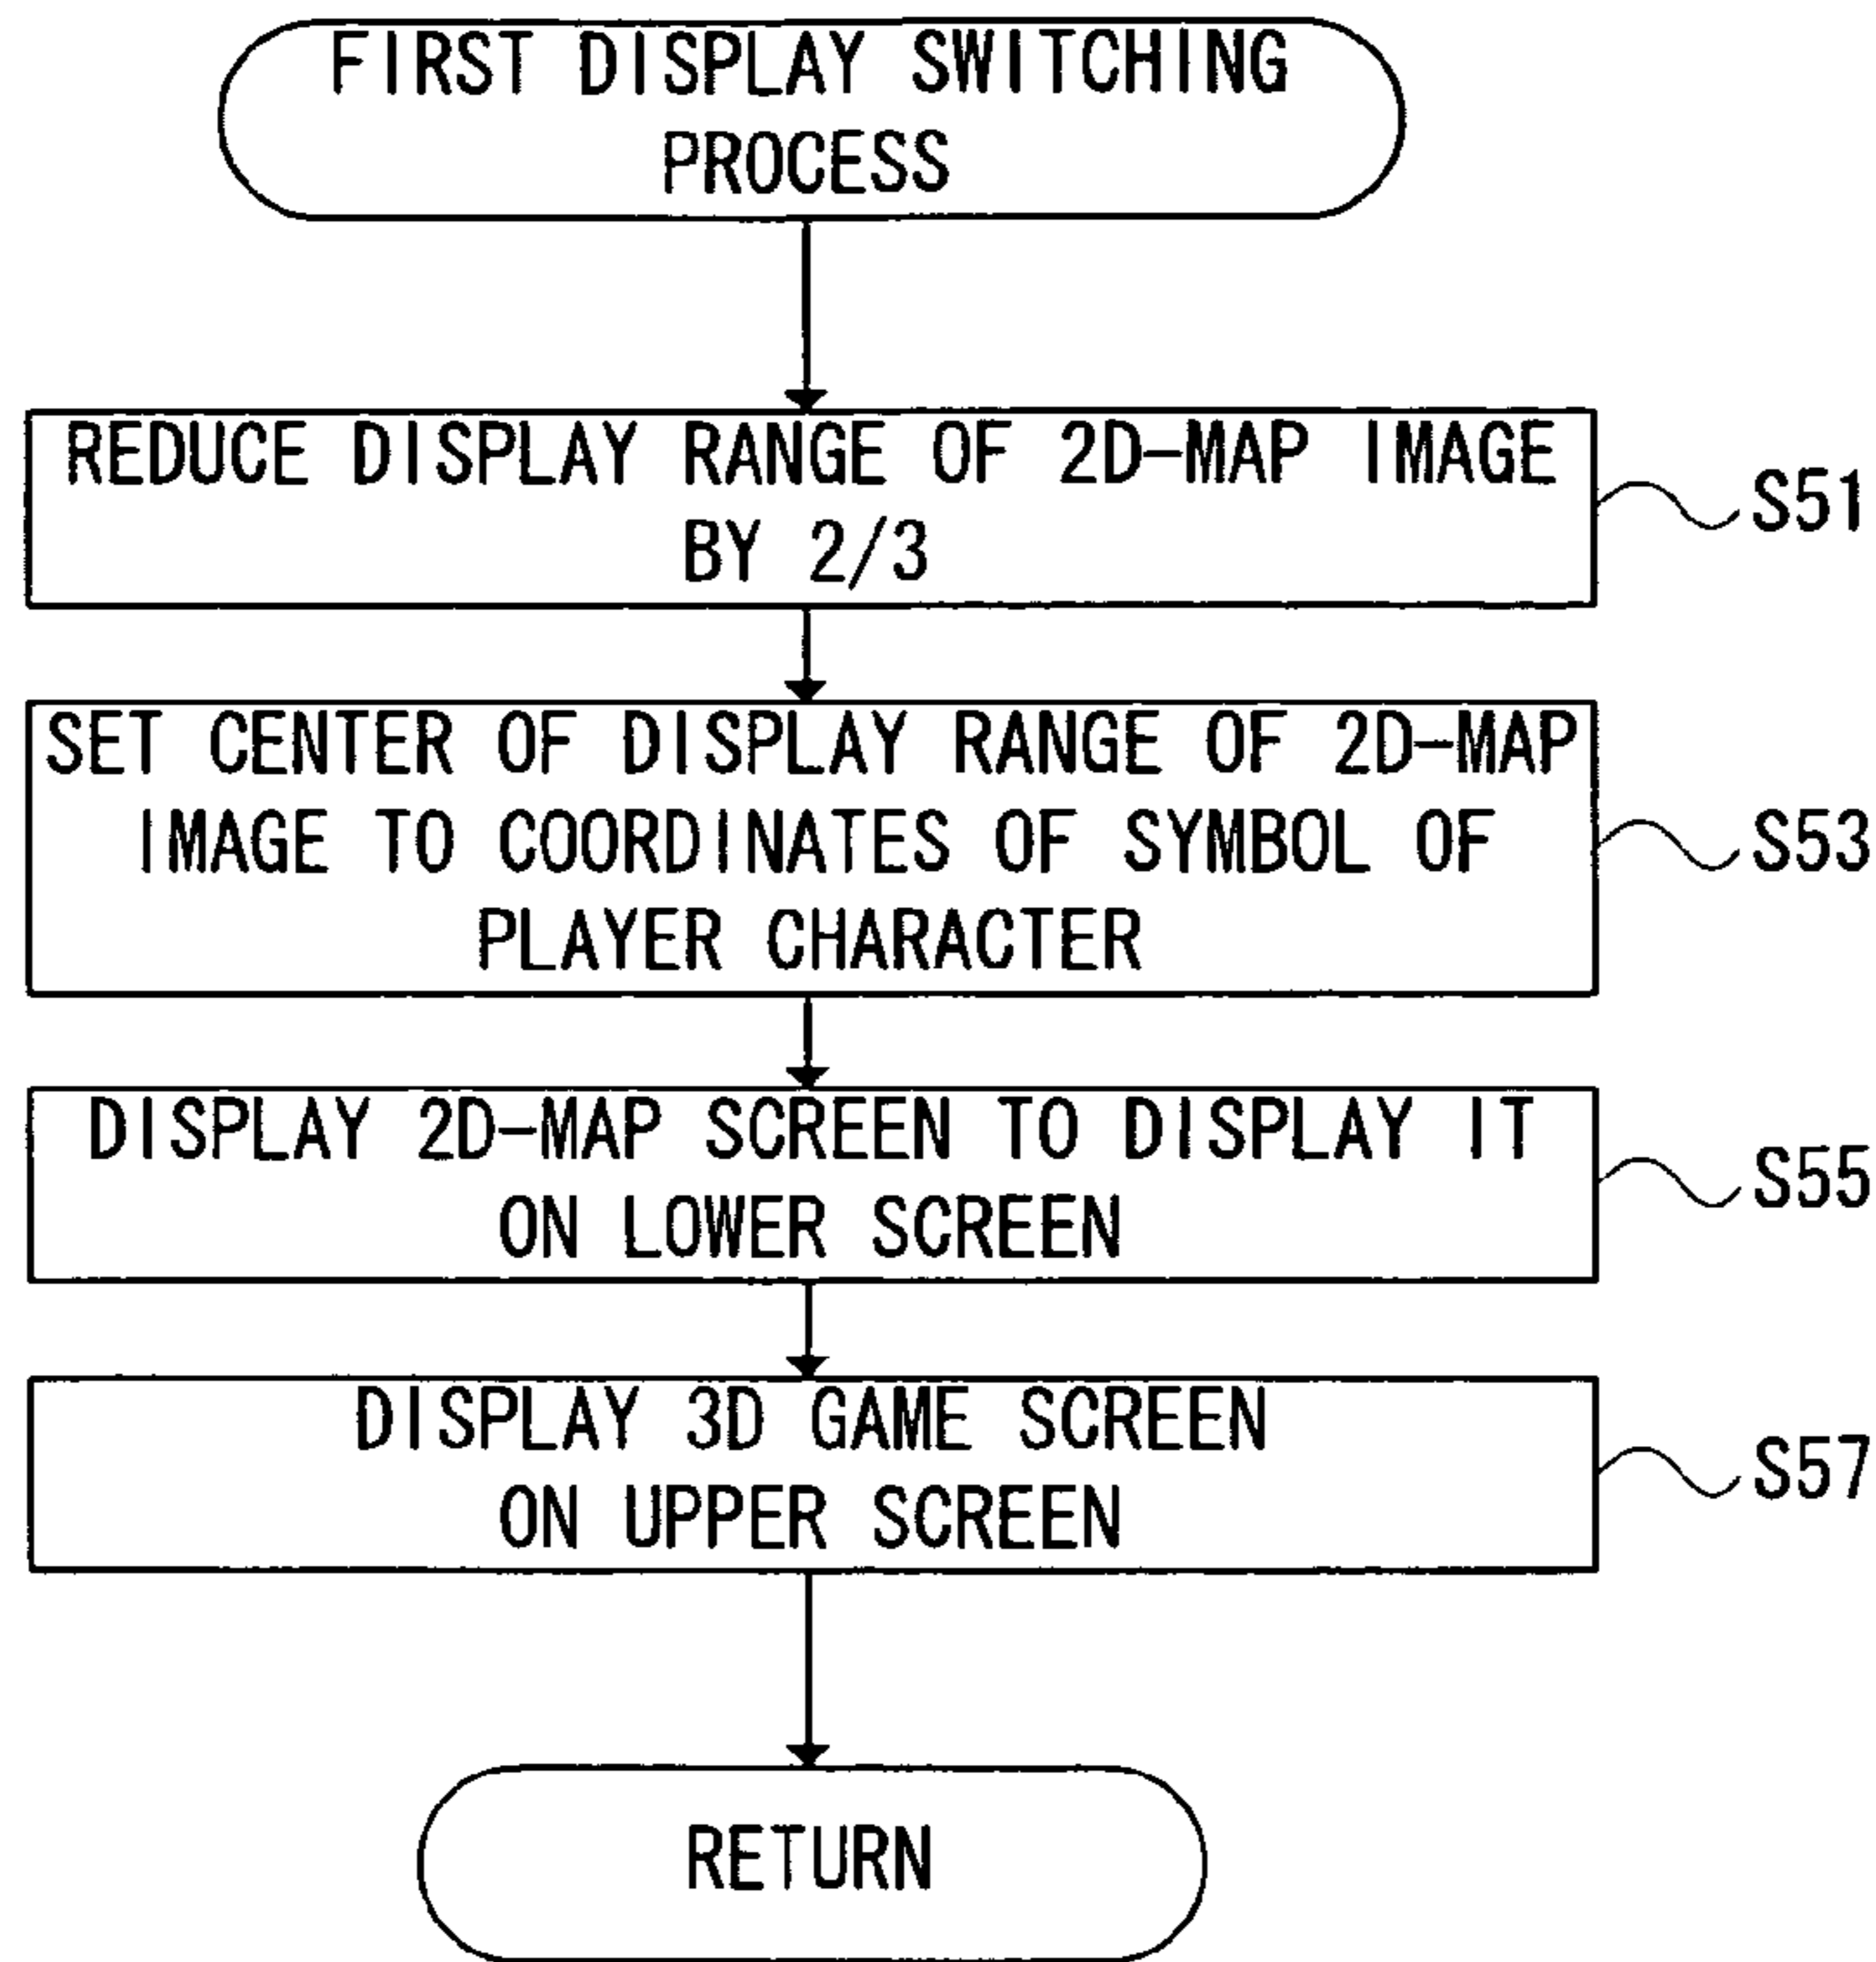 FIRST DISPLAY SWITCHING
PROCESS
REDUCE DISPLAY RANGE OF 2D-MAP IMAGE
BY 2/3
S51
SET CENTER OF DISPLAY RANGE OF 2D-MAP
IMAGE TO COORDINATES OF SYMBOL OF
PLAYER CHARACTER
S53
DISPLAY 2D-MAP SCREEN TO DISPLAY IT
ON LOWER SCREEN
S55
DISPLAY 3D GAME SCREEN
ON UPPER SCREEN
S57
RETURN